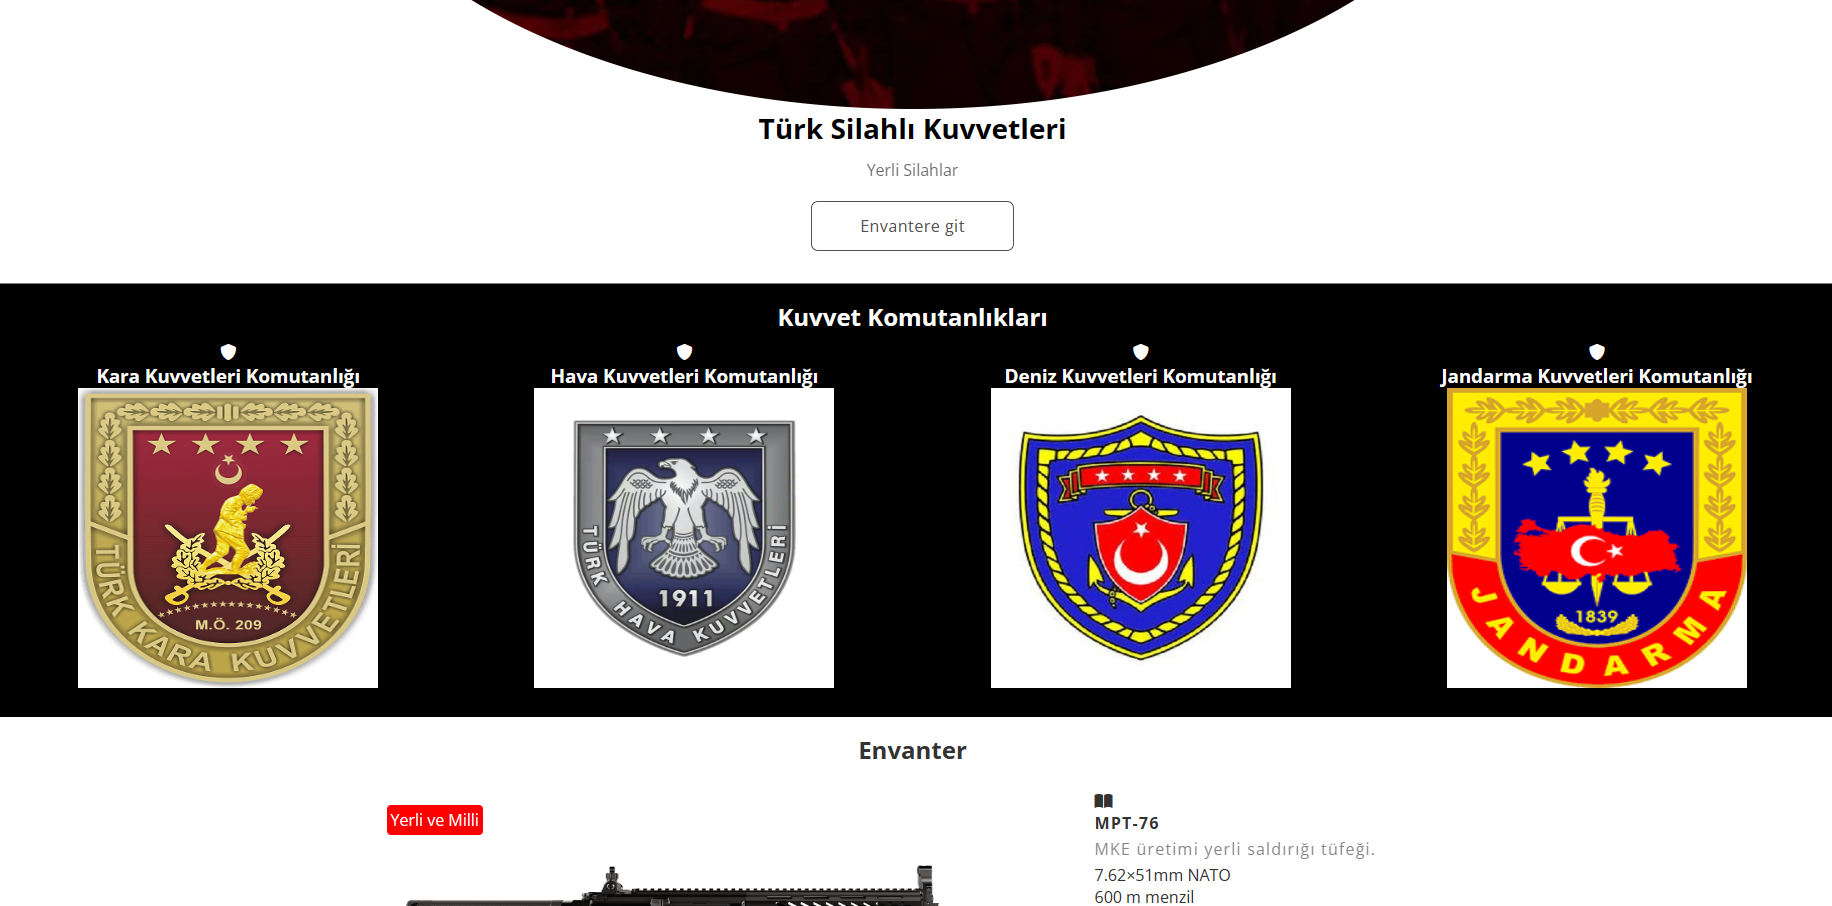 Türk Silahlı Kuvvetleri
Yerli Silahlar
Envantere git
Kuvvet Komutanlıkları
Kara Kuvvetleri Komutanlığı
Hava Kuvvetleri Komutanlığı
Deniz Kuvvetleri Komutanlığı
Jandarma Kuvvetleri Komutanlığı
M.Ö. 209
TÜRK KARA KUVVETLERİ
1911
TÜRK HAVA KUVVETLERİ
1839
JANDARMA
Envanter
Yerli ve Milli
MPT-76
MKE üretimi yerli saldırığı tüfeği.
7.62×51mm NATO
600 m menzil